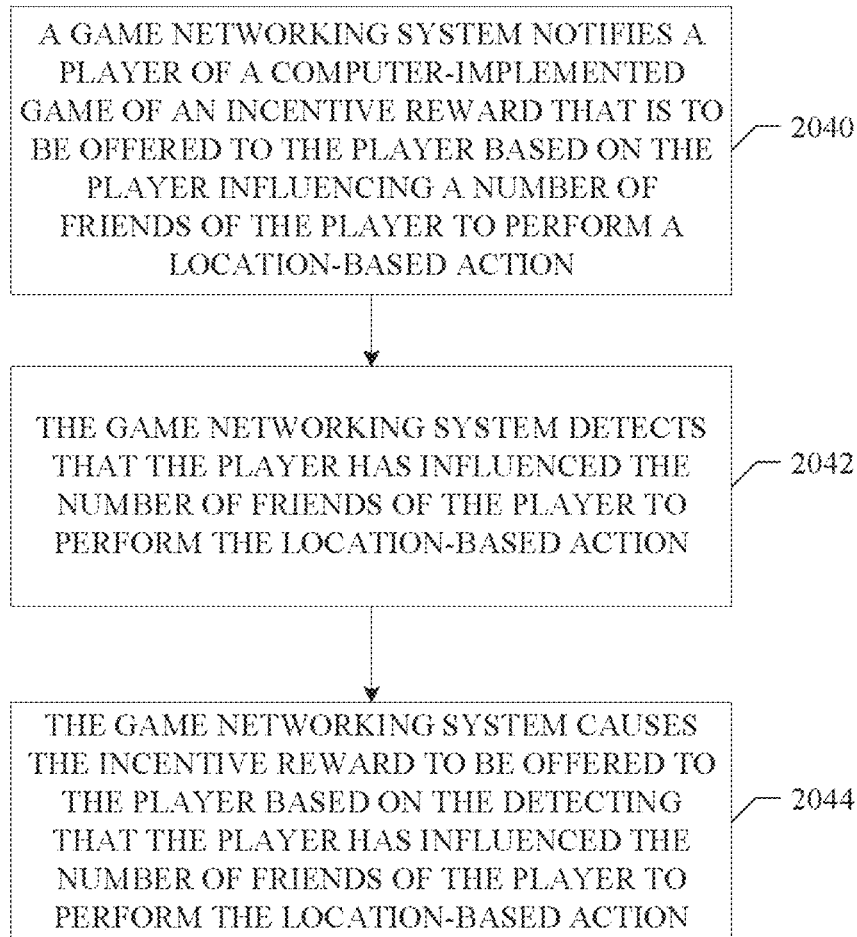 A GAME NETWORKING SYSTEM NOTIFIES A
PLAYER OF A COMPUTER-IMPLEMENTED
GAME OF AN INCENTIVE REWARD THAT IS TO
BE OFFERED TO THE PLAYER BASED ON THE
PLAYER INFLUENCING A NUMBER OF
FRIENDS OF THE PLAYER TO PERFORM A
LOCATION-BASED ACTION
2040
THE GAME NETWORKING SYSTEM DETECTS
THAT THE PLAYER HAS INFLUENCED THE
NUMBER OF FRIENDS OF THE PLAYER TO
PERFORM THE LOCATION-BASED ACTION
2042
THE GAME NETWORKING SYSTEM CAUSES
THE INCENTIVE REWARD TO BE OFFERED TO
THE PLAYER BASED ON THE DETECTING
THAT THE PLAYER HAS INFLUENCED THE
NUMBER OF FRIENDS OF THE PLAYER TO
PERFORM THE LOCATION-BASED ACTION
2044